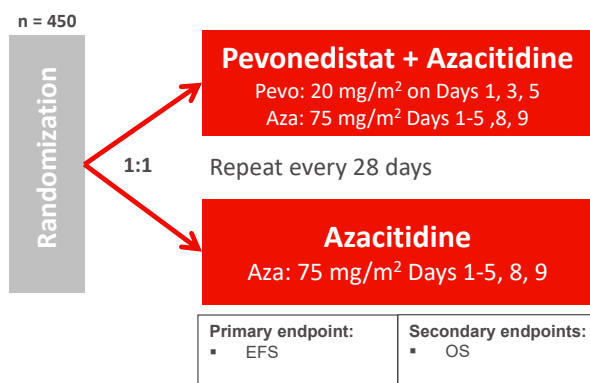 n = 450
Randomization
Pevonedistat + Azacitidine
Pevo: 20 mg/m² on Days 1, 3, 5
Aza: 75 mg/m² Days 1-5 ,8, 9
1:1
Repeat every 28 days
Azacitidine
Aza: 75 mg/m² Days 1-5, 8, 9
Primary endpoint:
▪ EFS
Secondary endpoints:
▪ OS